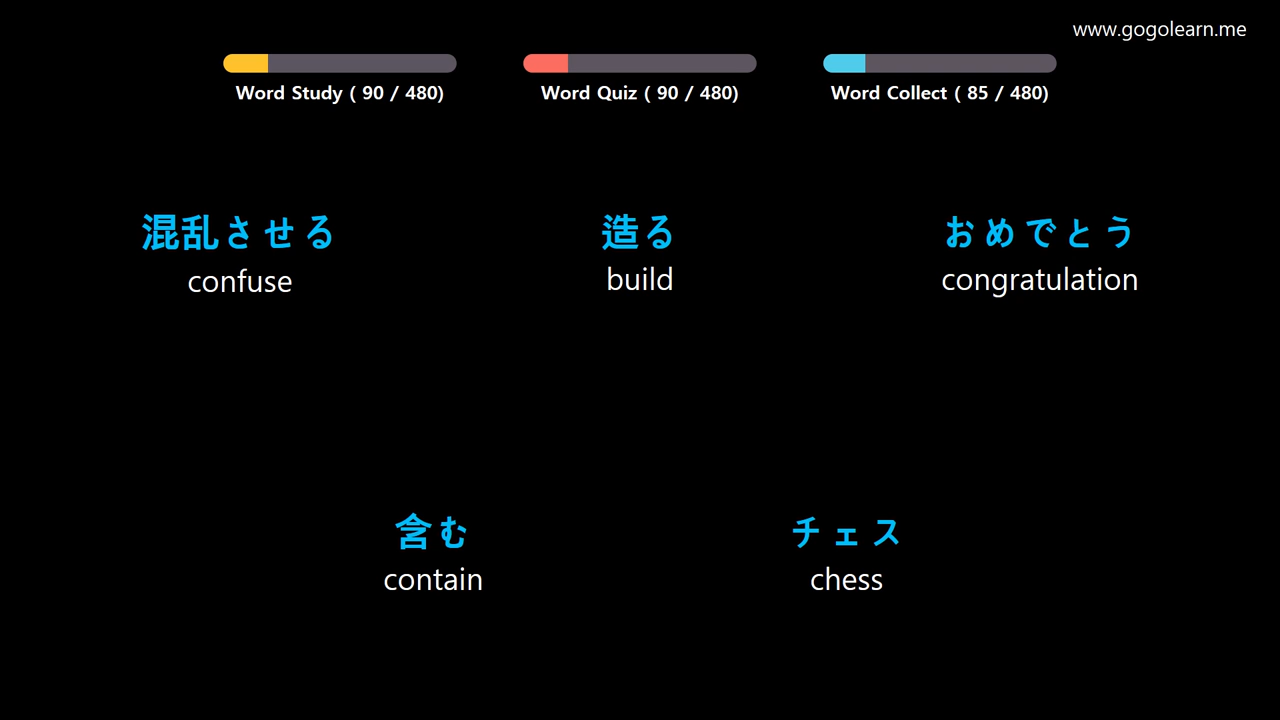 www.gogolearn.me
Word Study ( 90 / 480)
Word Quiz ( 90 / 480)
Word Collect ( 85 / 480)
混乱させる
confuse
造る
build
おめでとう
congratulation
含む
contain
チェス
chess